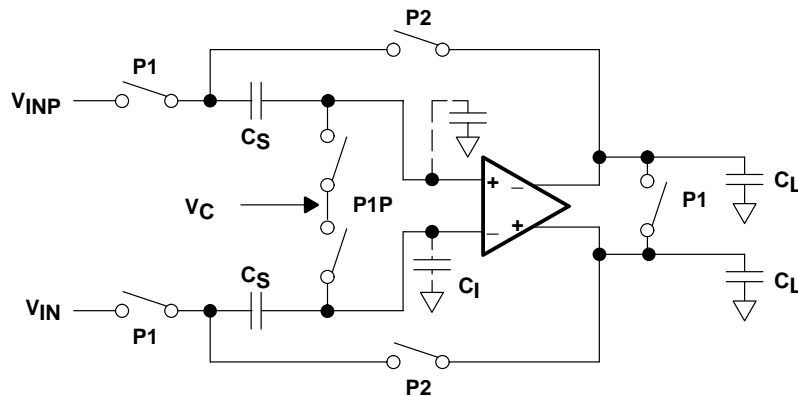 P2
P1
VINP
CS
+
–
CL
P1P
P1
VC
–
+
CS
CI
CL
VIN
P1
P2